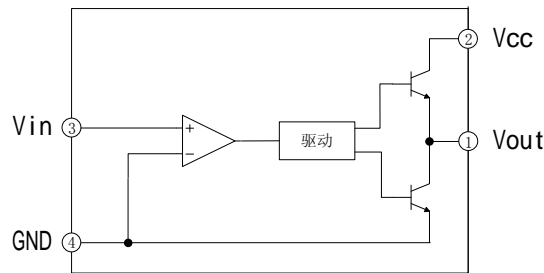 ② Vcc
Vin ③
+
−
驱动
① Vout
GND ④